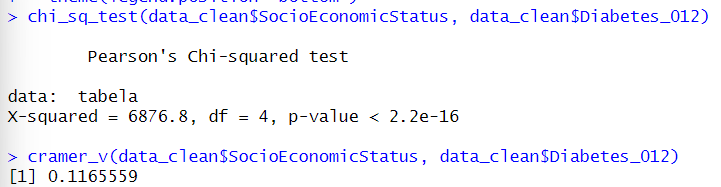 > chi_sq_test(data_clean$SocioEconomicStatus, data_clean$Diabetes_012)
Pearson's Chi-squared test
data:  tabela
X-squared = 6876.8, df = 4, p-value < 2.2e-16
> cramer_v(data_clean$SocioEconomicStatus, data_clean$Diabetes_012)
[1] 0.1165559